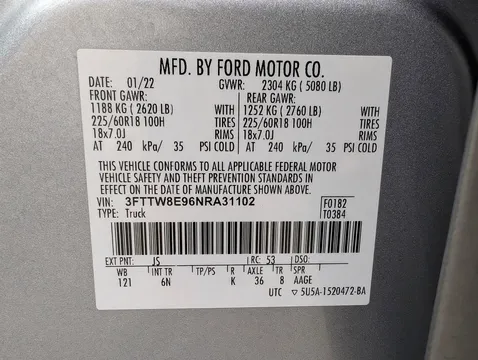 MFD. BY FORD MOTOR CO.
DATE: 01/22 GVWR: 2304 KG ( 5080 LB)
FRONT GAWR: REAR GAWR:
1188 KG ( 2620 LB) WITH 1252 KG ( 2760 LB) WITH
225/60R18 100H TIRES 225/60R18 100H TIRES
18x7.0J RIMS 18x7.0J RIMS
AT 240 kPa/ 35 PSI COLD AT 240 kPa/ 35 PSI COLD
THIS VEHICLE CONFORMS TO ALL APPLICABLE FEDERAL MOTOR
VEHICLE SAFETY AND THEFT PREVENTION STANDARDS IN
EFFECT ON THE DATE OF MANUFACTURE SHOWN ABOVE.
VIN: 3FTTW8E96NRA31102 F0182
TYPE: Truck T0384
EXT PNT: JS RC: 53 DSO:
WB INT TR TP/PS R AXLE TR SPR
121 6N K 36 8 AAGE
UTC ▽ 5U5A-1520472-BA